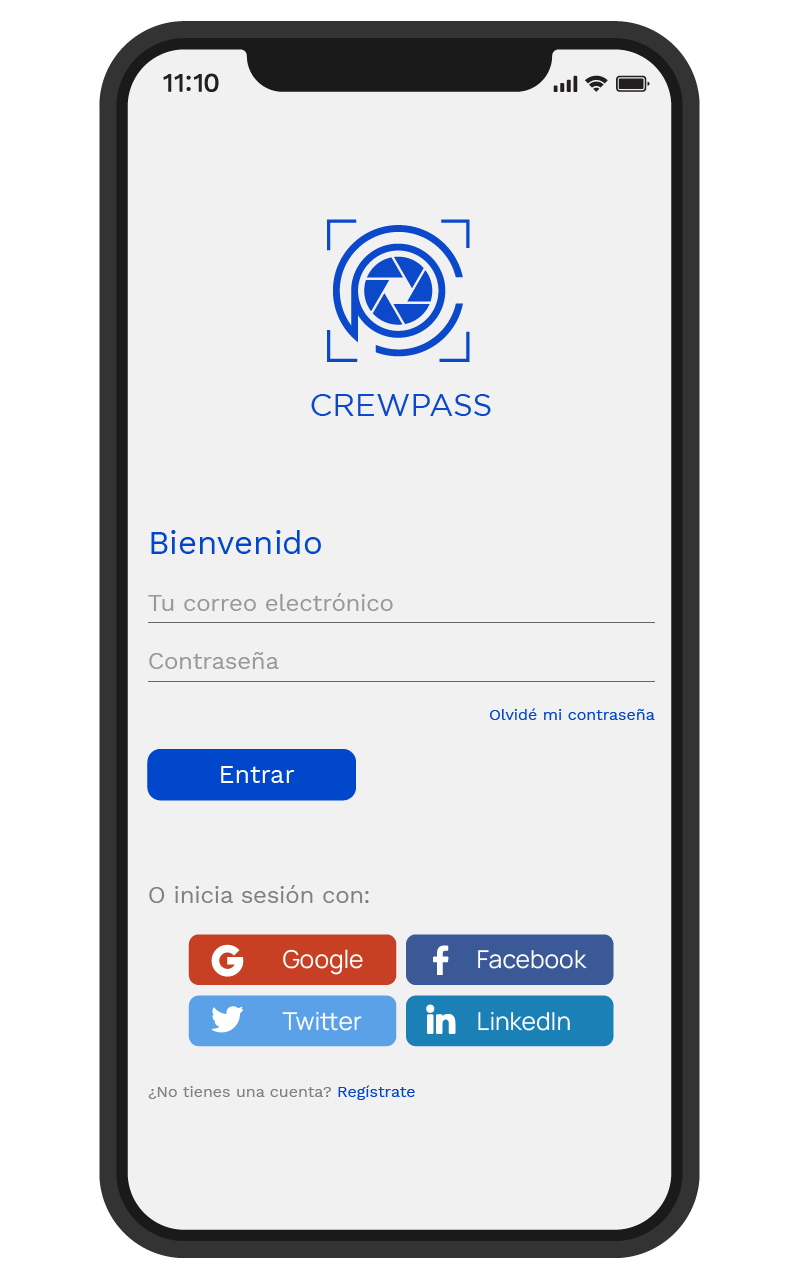 11:10
CREWPASS
Bienvenido
Tu correo electrónico
Contraseña
Olvidé mi contraseña
Entrar
O inicia sesión con:
Google
Facebook
Twitter
LinkedIn
¿No tienes una cuenta? Regístrate